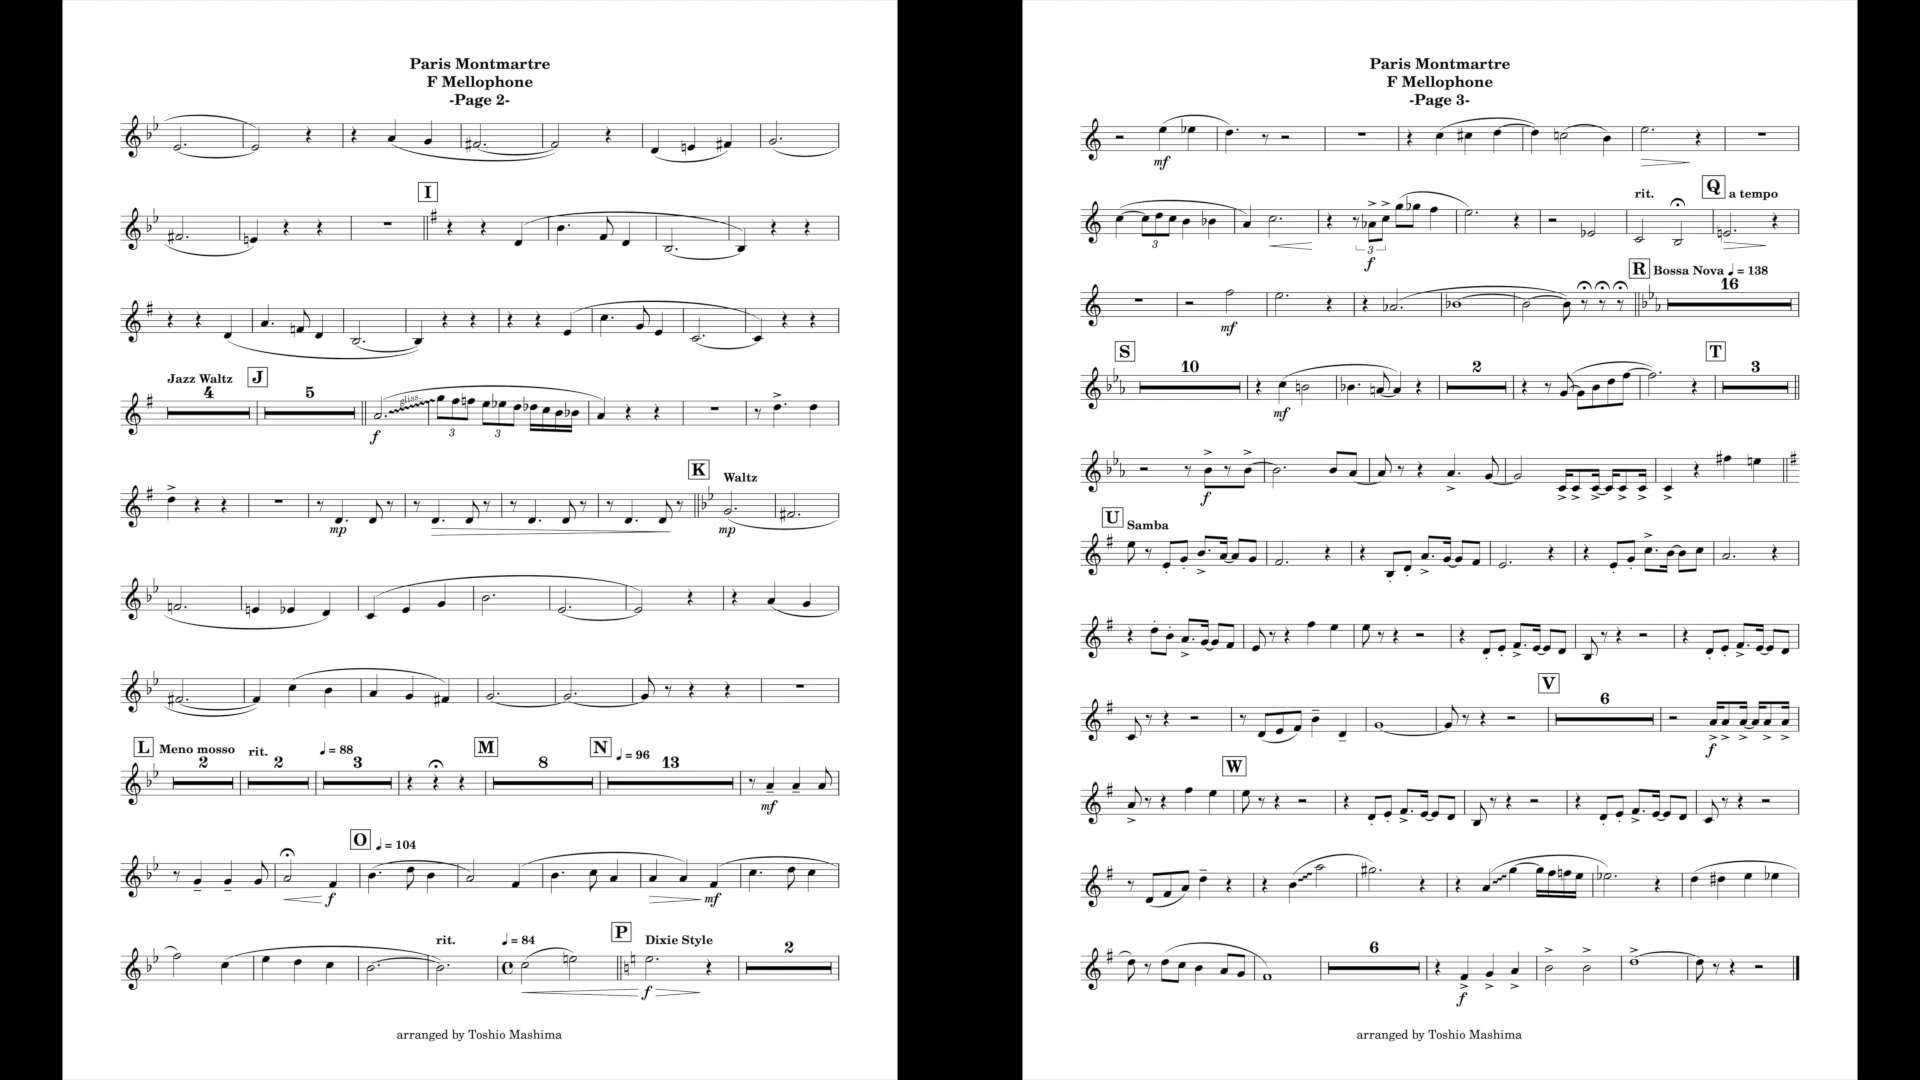 Paris Montmartre
F Mellophone
-Page 2-
I
Jazz Waltz
J
4
5
gliss.
f
3
3
K
Waltz
mp
mp
L
Meno mosso
rit.
♩ = 88
M
N
♩ = 96
2
2
3
8
13
mf
O
♩ = 104
f
mf
rit.
♩ = 84
P
Dixie Style
2
f
arranged by Toshio Mashima
Paris Montmartre
F Mellophone
-Page 3-
mf
rit.
Q
a tempo
3
3
f
R
Bossa Nova ♩ = 138
16
mf
S
T
10
2
3
mf
f
U
Samba
V
6
f
W
6
f
arranged by Toshio Mashima